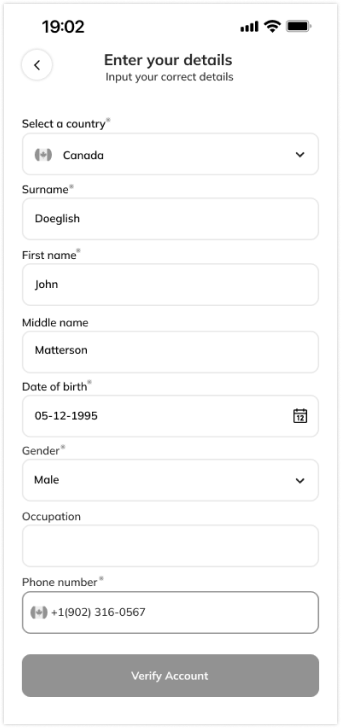 19:02
Enter your details
Input your correct details
Select a country*
Canada
Surname*
Doeglish
First name*
John
Middle name
Matterson
Date of birth*
05-12-1995
12
Gender*
Male
Occupation
Phone number*
+1(902) 316-0567
Verify Account